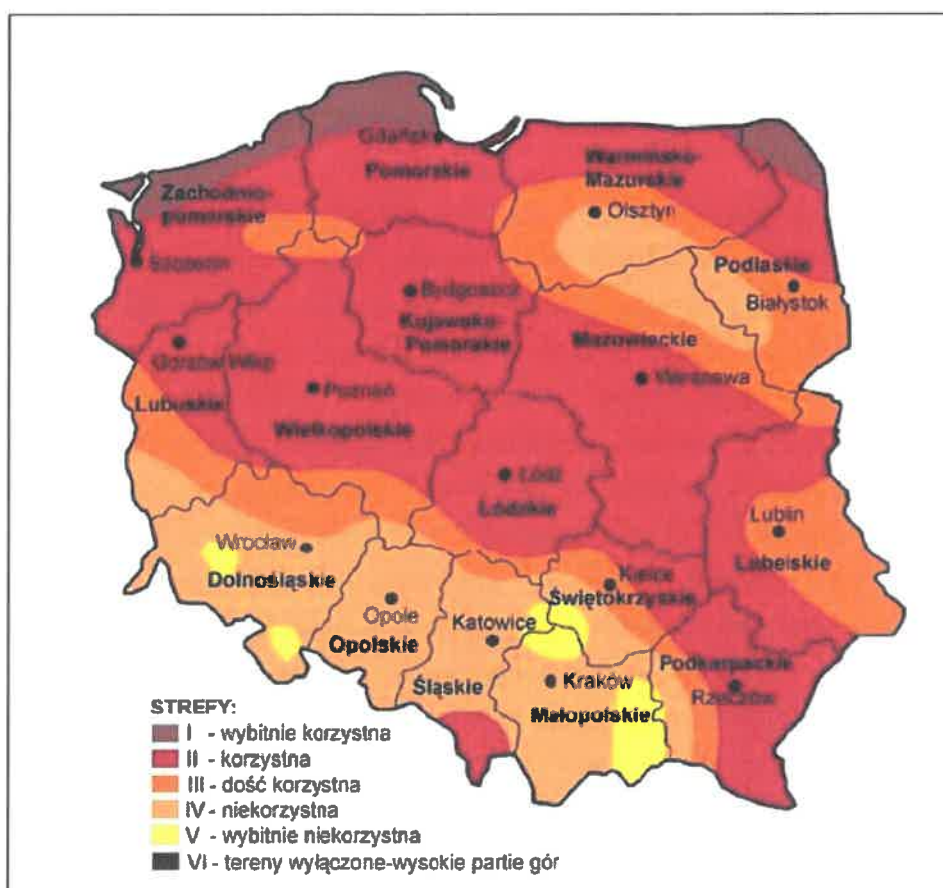 Gdańsk
Pomorskie
Warmińsko-
Mazurskie
Zachodnio-
pomorskie
Olsztyn
Szczecin
Podlaskie
Białystok
Bydgoszcz
Kujawsko-
Pomorskie
Mazowieckie
Gorzów Wlkp
Warszawa
Poznań
Lubuskie
Wielkopolskie
Łódź
Łódzkie
Lublin
Lubelskie
Wrocław
Dolnośląskie
Kielce
Świętokrzyskie
Opole
Opolskie
Katowice
Śląskie
Kraków
Małopolskie
Podkarpackie
Rzeszów
STREFY:
I - wybitnie korzystna
II - korzystna
III - dość korzystna
IV - niekorzystna
V - wybitnie niekorzystna
VI - tereny wyłączone-wysokie partie gór